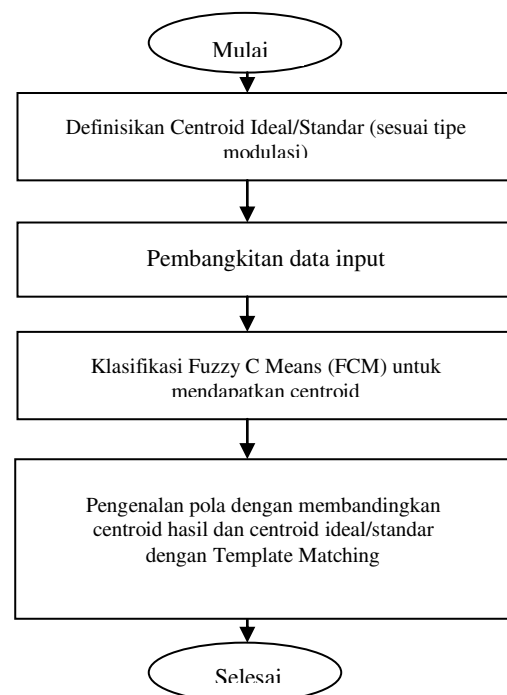 Mulai
Definisikan Centroid Ideal/Standar (sesuai tipe
modulasi)
Pembangkitan data input
Klasifikasi Fuzzy C Means (FCM) untuk
mendapatkan centroid
Pengenalan pola dengan membandingkan
centroid hasil dan centroid ideal/standar
dengan Template Matching
Selesai